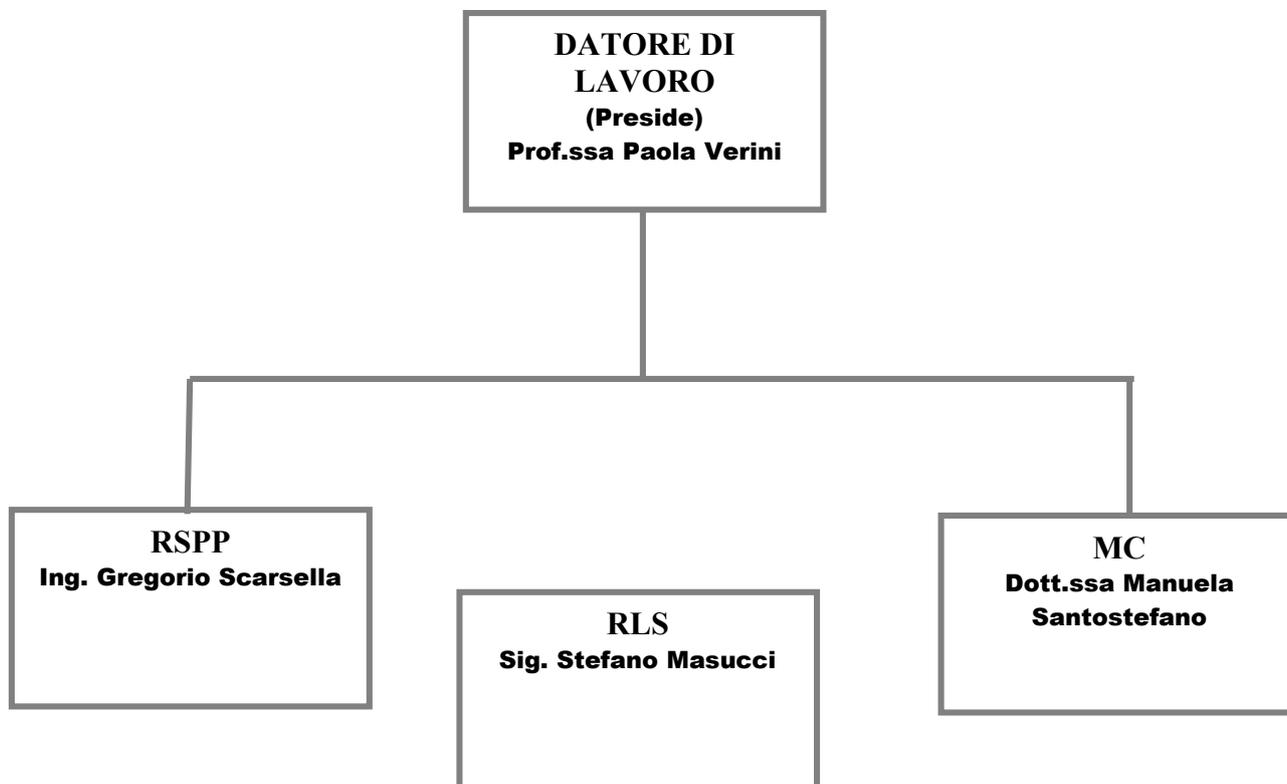 DATORE DI
LAVORO
(Preside)
Prof.ssa Paola Verini
RSPP
Ing. Gregorio Scarsella
RLS
Sig. Stefano Masucci
MC
Dott.ssa Manuela
Santostefano